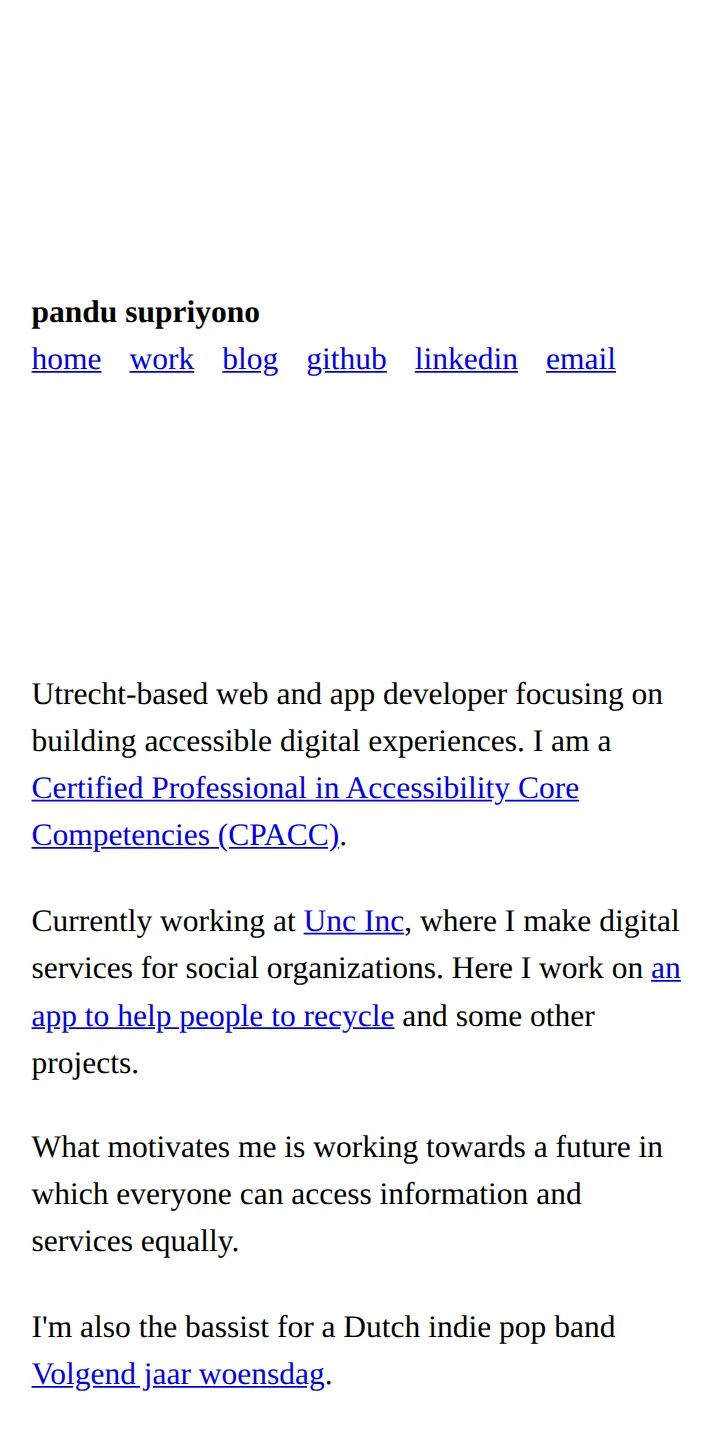 pandu supriyono
home work blog github linkedin email
Utrecht-based web and app developer focusing on
building accessible digital experiences. I am a
Certified Professional in Accessibility Core
Competencies (CPACC).
Currently working at Unc Inc, where I make digital
services for social organizations. Here I work on an
app to help people to recycle and some other
projects.
What motivates me is working towards a future in
which everyone can access information and
services equally.
I'm also the bassist for a Dutch indie pop band
Volgend jaar woensdag.